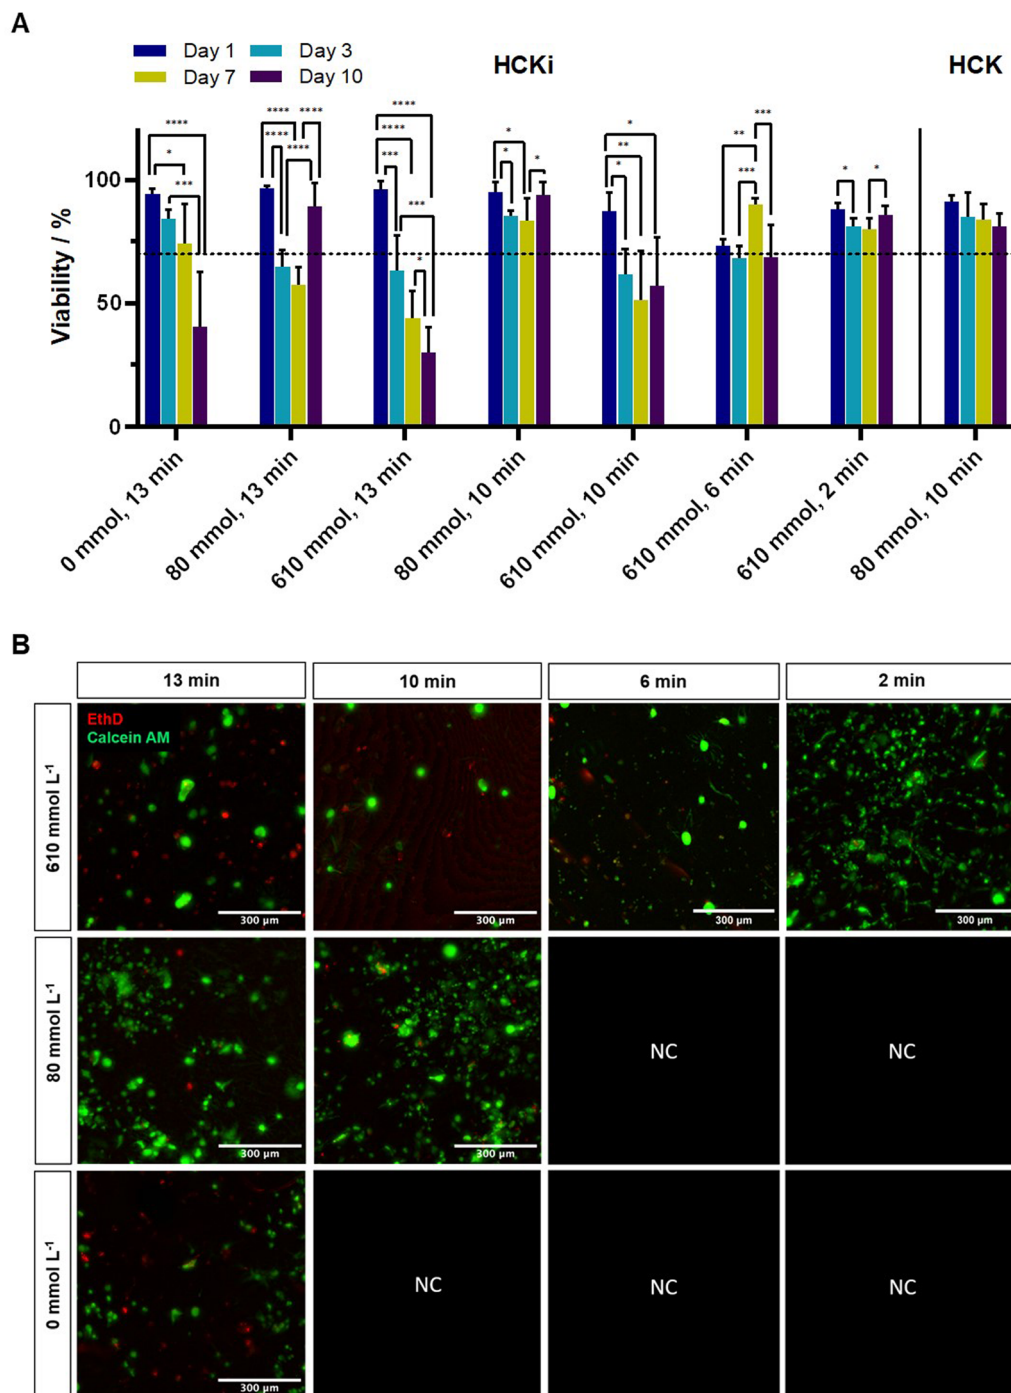 A
Day 1 Day 3
Day 7 Day 10
HCKi HCK
**** * ***
**** **** **** ****
**** **** *** *** *
* * *
* ** *
** *** ***
* *
Viability / %
100
50
0
0 mmol, 13 min
80 mmol, 13 min
610 mmol, 13 min
80 mmol, 10 min
610 mmol, 10 min
610 mmol, 6 min
610 mmol, 2 min
80 mmol, 10 min
B
13 min 10 min 6 min 2 min
610 mmol L⁻¹
EthD
Calcein AM
300 µm 300 µm 300 µm 300 µm
80 mmol L⁻¹
NC NC
300 µm 300 µm
0 mmol L⁻¹
NC NC NC
300 µm